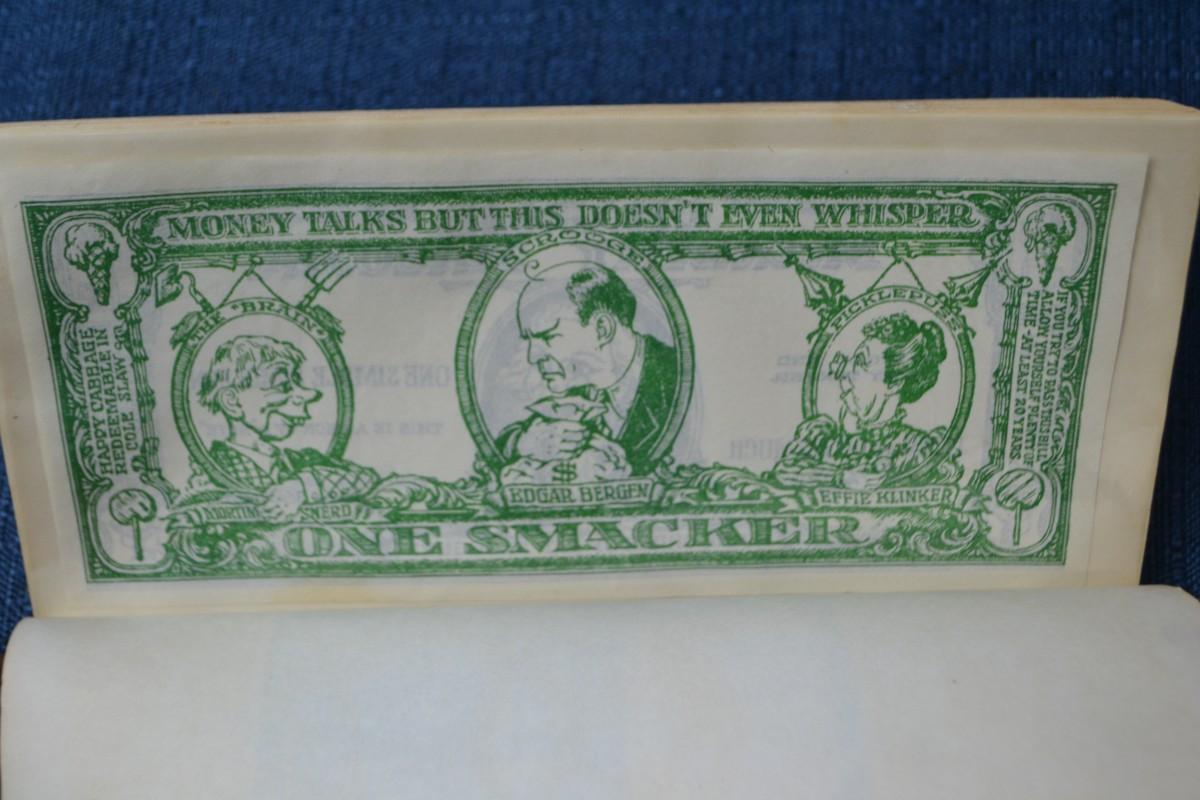 MONEY TALKS BUT THIS DOESN'T EVEN WHISPER
HAPPY CABBAGE
REDEEMABLE IN
COLE SLAW
THE "BRAIN"
SCROOGE
PICKLEPUSS
IF YOU TRY TO PASS THIS BILL
ALLOW YOURSELF PLENTY OF
TIME - AT LEAST 20 YEARS
$
MORTIMER SNERD
EDGAR BERGEN
EFFIE KLINKER
ONE SMACKER